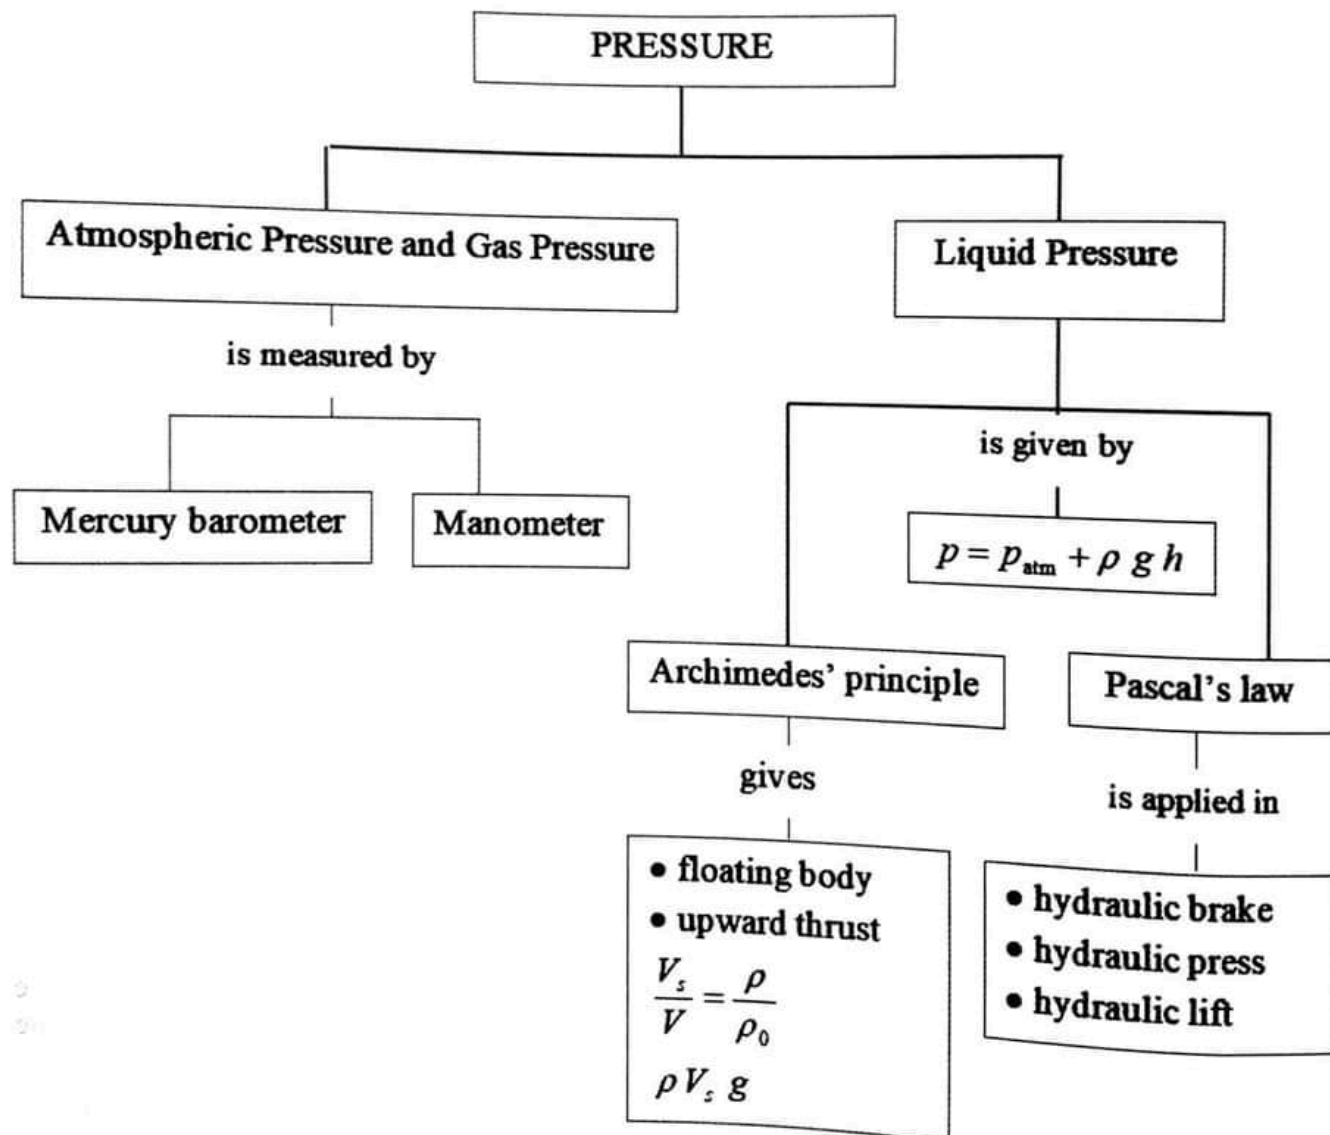 PRESSURE
Atmospheric Pressure and Gas Pressure
is measured by
Mercury barometer
Manometer
Liquid Pressure
is given by
p = p_atm + ρ g h
Archimedes’ principle
gives
• floating body
• upward thrust
V_s / V = ρ / ρ_0
ρ V_s g
Pascal’s law
is applied in
• hydraulic brake
• hydraulic press
• hydraulic lift